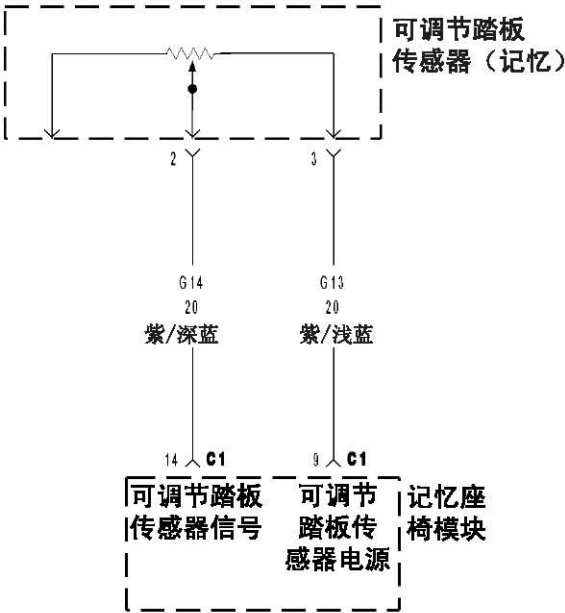 可调节踏板
传感器（记忆）
2
3
G14
G13
20
20
紫/深蓝
紫/浅蓝
14
C1
9
C1
可调节踏板
传感器信号
可调节
踏板传
感器电源
记忆座
椅模块